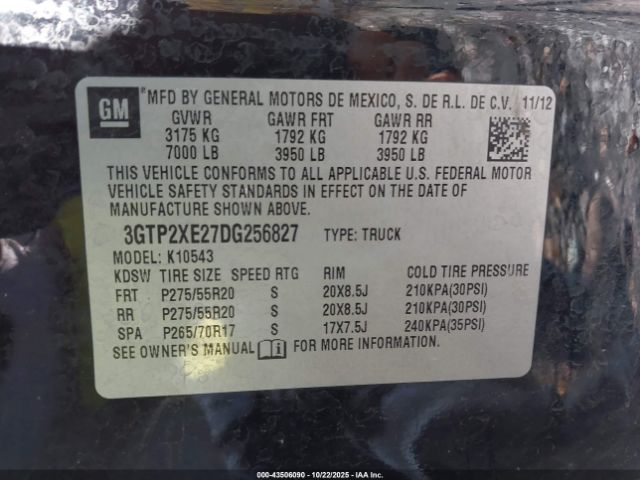 GM
*MFD BY GENERAL MOTORS DE MEXICO, S. DE R.L. DE C.V. 11/12
GVWR GAWR FRT GAWR RR
3175 KG 1792 KG 1792 KG
7000 LB 3950 LB 3950 LB
THIS VEHICLE CONFORMS TO ALL APPLICABLE U.S. FEDERAL MOTOR
VEHICLE SAFETY STANDARDS IN EFFECT ON THE DATE OF
MANUFACTURE SHOWN ABOVE.
3GTP2XE27DG256827 TYPE: TRUCK
MODEL: K10543
KDSW TIRE SIZE SPEED RTG RIM COLD TIRE PRESSURE
FRT P275/55R20 S 20X8.5J 210KPA(30PSI)
RR P275/55R20 S 20X8.5J 210KPA(30PSI)
SPA P265/70R17 S 17X7.5J 240KPA(35PSI)
SEE OWNER'S MANUAL FOR MORE INFORMATION.
000-43506090 - 10/22/2025 - IAAI.COM